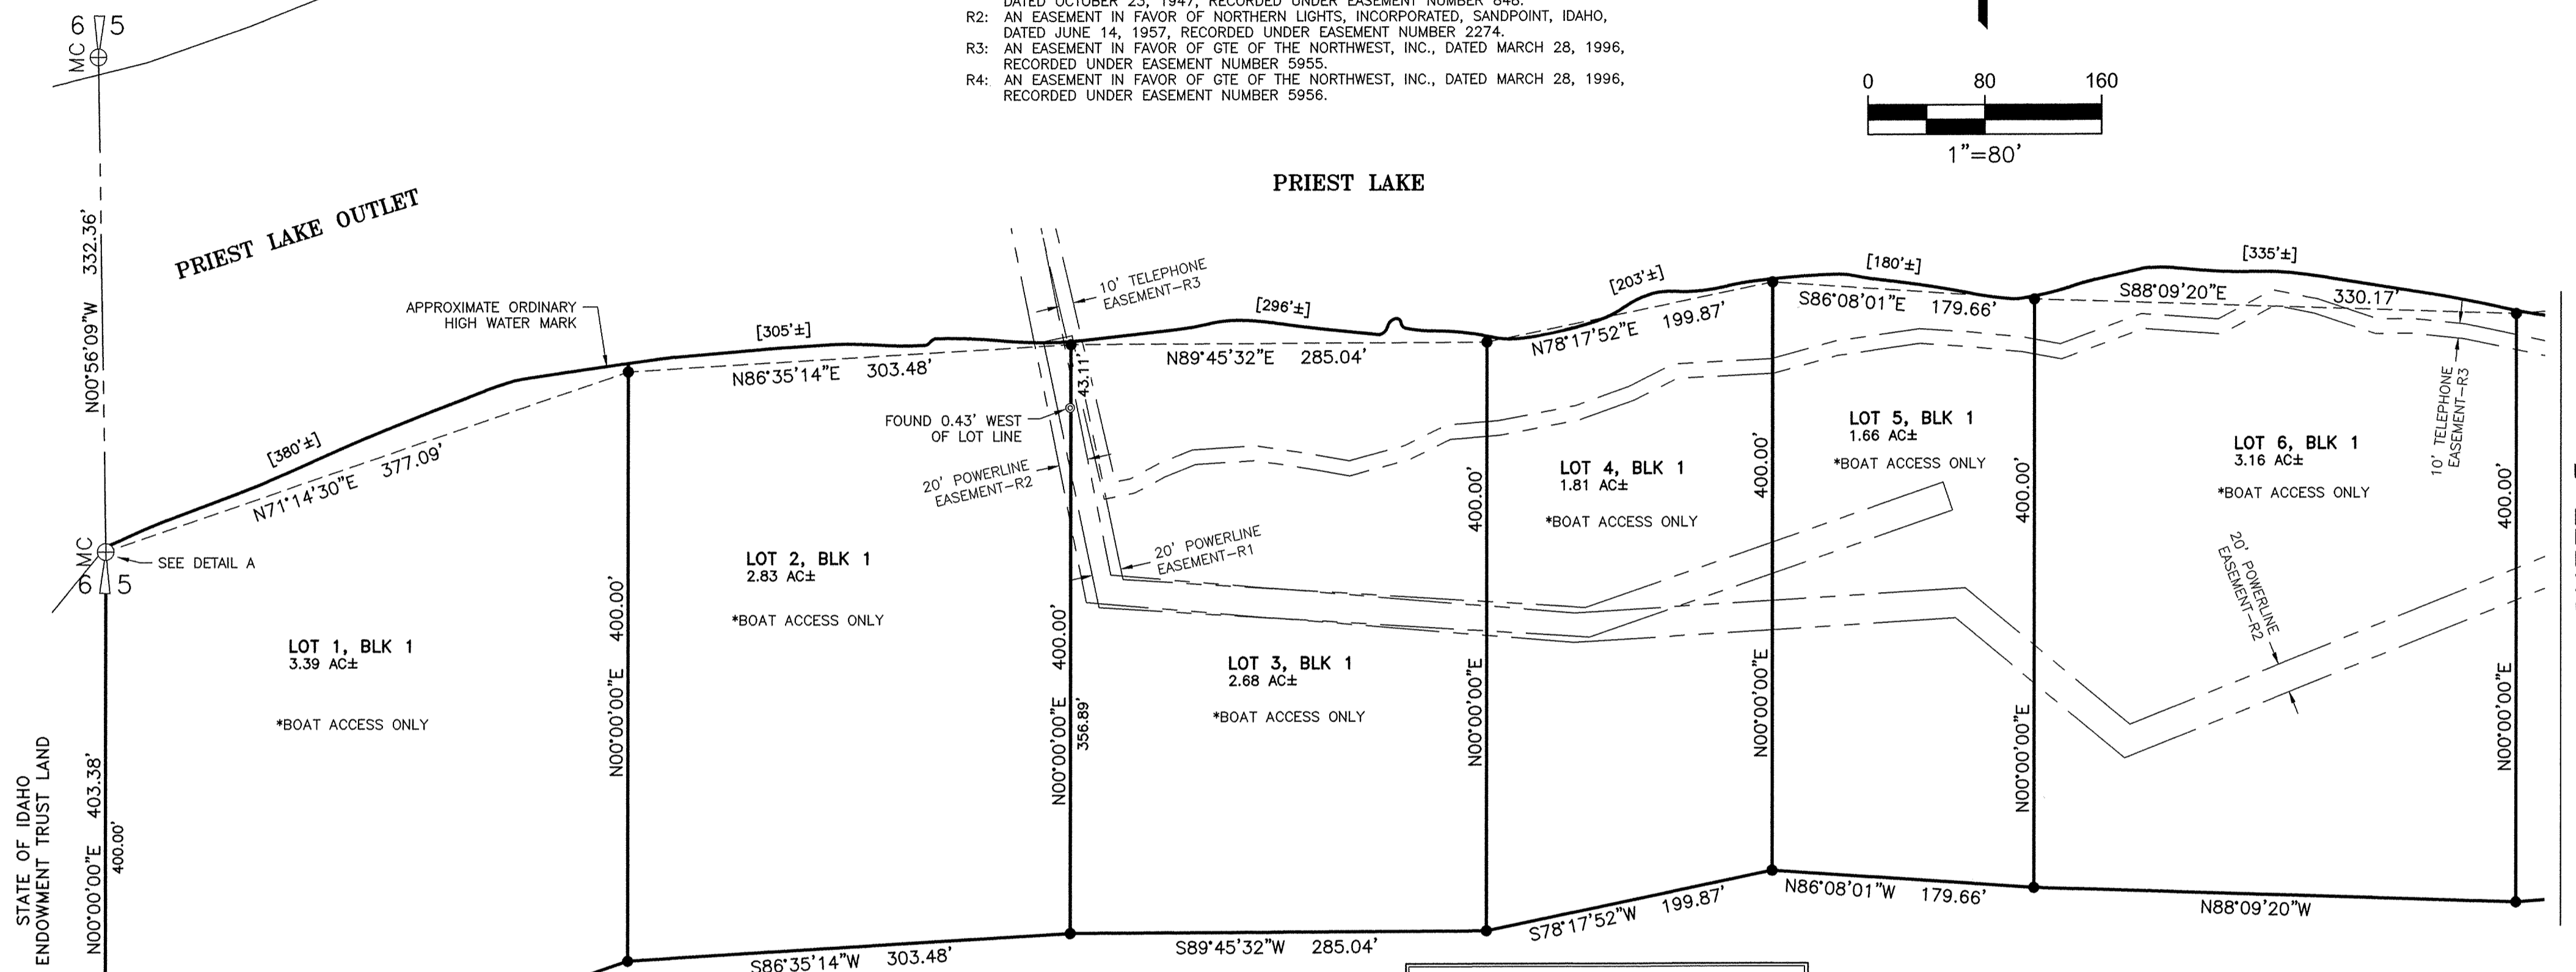 DATED OCTOBER 23, 1947, RECORDED UNDER EASEMENT NUMBER 848.
R2: AN EASEMENT IN FAVOR OF NORTHERN LIGHTS, INCORPORATED, SANDPOINT, IDAHO,
DATED JUNE 14, 1957, RECORDED UNDER EASEMENT NUMBER 2274.
R3: AN EASEMENT IN FAVOR OF GTE OF THE NORTHWEST, INC., DATED MARCH 28, 1996,
RECORDED UNDER EASEMENT NUMBER 5955.
R4: AN EASEMENT IN FAVOR OF GTE OF THE NORTHWEST, INC., DATED MARCH 28, 1996,
RECORDED UNDER EASEMENT NUMBER 5956.
0 80 160
1"=80'
6 5
MC
N00°56'09"W 332.36'
PRIEST LAKE OUTLET
PRIEST LAKE
APPROXIMATE ORDINARY
HIGH WATER MARK
[380'±]
N71°14'30"E 377.09'
[305'±]
N86°35'14"E 303.48'
10' TELEPHONE
EASEMENT-R3
[296'±]
N89°45'32"E 285.04'
[203'±]
N78°17'52"E 199.87'
[180'±]
S86°08'01"E 179.66'
[335'±]
S88°09'20"E 330.17'
43.11'
FOUND 0.43' WEST
OF LOT LINE
20' POWERLINE
EASEMENT-R2
20' POWERLINE
EASEMENT-R1
10' TELEPHONE
EASEMENT-R3
20' POWERLINE
EASEMENT-R2
MC
6 5
SEE DETAIL A
LOT 1, BLK 1
3.39 AC±
*BOAT ACCESS ONLY
LOT 2, BLK 1
2.83 AC±
*BOAT ACCESS ONLY
LOT 3, BLK 1
2.68 AC±
*BOAT ACCESS ONLY
LOT 4, BLK 1
1.81 AC±
*BOAT ACCESS ONLY
LOT 5, BLK 1
1.66 AC±
*BOAT ACCESS ONLY
LOT 6, BLK 1
3.16 AC±
*BOAT ACCESS ONLY
STATE OF IDAHO
ENDOWMENT TRUST LAND
N00°00'00"E 403.38'
400.00'
N00°00'00"E 400.00'
N00°00'00"E 400.00'
356.89'
N00°00'00"E 400.00'
N00°00'00"E 400.00'
N00°00'00"E 400.00'
N00°00'00"E 400.00'
S86°35'14"W 303.48'
S89°45'32"W 285.04'
S78°17'52"W 199.87'
N86°08'01"W 179.66'
N88°09'20"W